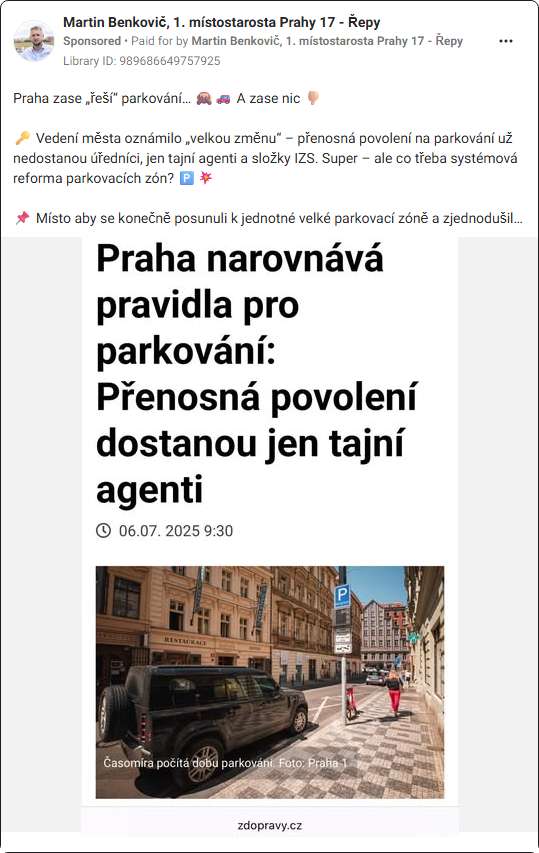 Martin Benkovič, 1. místostarosta Prahy 17 - Řepy
Sponsored • Paid for by Martin Benkovič, 1. místostarosta Prahy 17 - Řepy
Library ID: 989686649757925
Praha zase „řeší“ parkování… 🙈 🚙 A zase nic 👎🏼
🔑 Vedení města oznámilo „velkou změnu“ – přenosná povolení na parkování už
nedostanou úředníci, jen tajní agenti a složky IZS. Super – ale co třeba systémová
reforma parkovacích zón? 🅿️ 💥
📌 Místo aby se konečně posunuli k jednotné velké parkovací zóně a zjednodušil…
Praha narovnává
pravidla pro
parkování:
Přenosná povolení
dostanou jen tajní
agenti
06.07. 2025 9:30
P
RESTAURACE
Časomíra počítá dobu parkování. Foto: Praha 1
zdopravy.cz